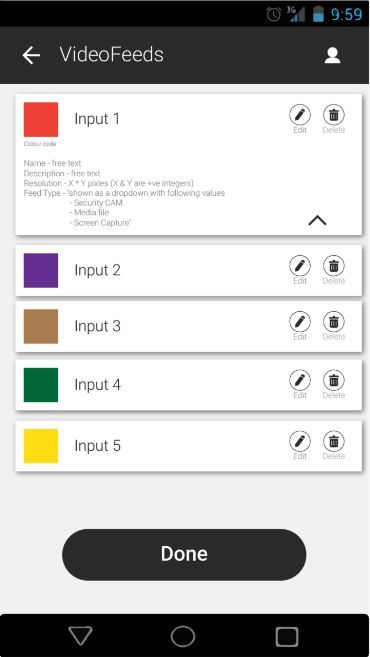 3G 9:59
VideoFeeds
Input 1
Edit Delete
Colour code
Name - free text
Description - free text
Resolution - X * Y pixles (X & Y are +ve Integers)
Feed Type - "shown as a dropdown with following values
- Security CAM
- Media file
- Screen Capture"
Input 2
Edit Delete
Input 3
Edit Delete
Input 4
Edit Delete
Input 5
Edit Delete
Done